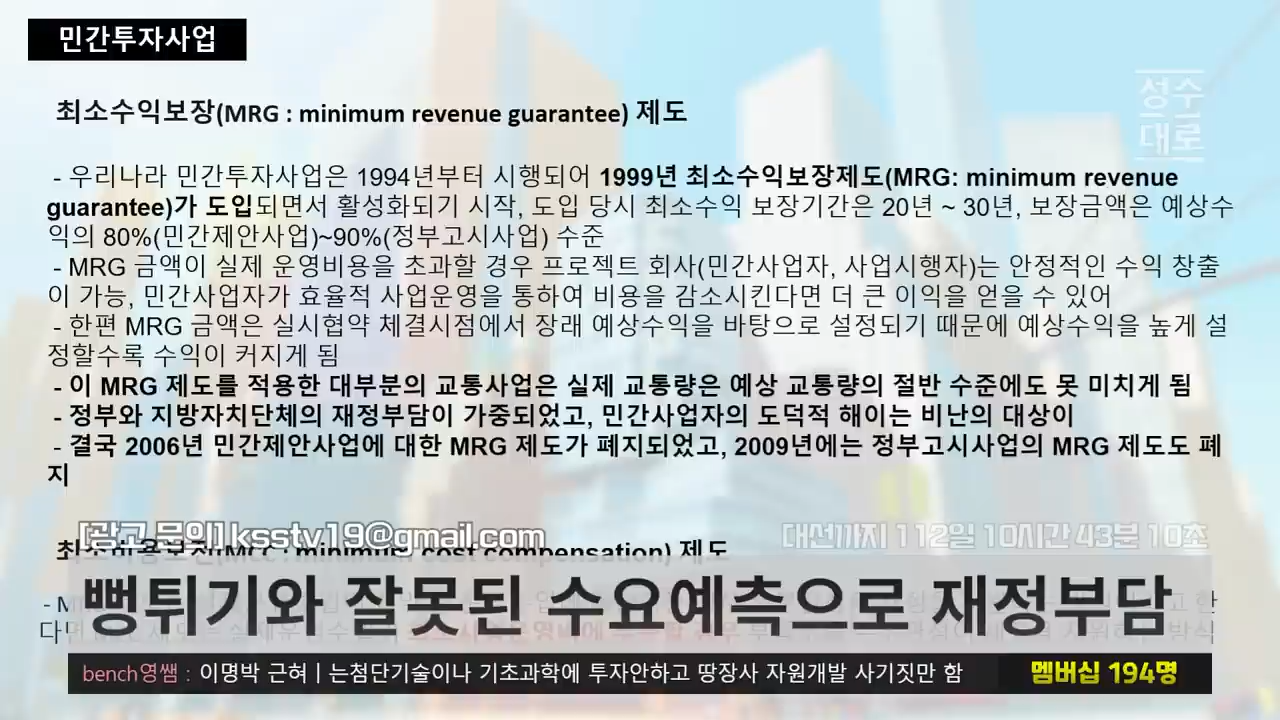 민간투자사업
성수
대로
최소수익보장(MRG : minimum revenue guarantee) 제도
- 우리나라 민간투자사업은 1994년부터 시행되어 1999년 최소수익보장제도(MRG: minimum revenue
guarantee)가 도입되면서 활성화되기 시작, 도입 당시 최소수익 보장기간은 20년 ~ 30년, 보장금액은 예상수
익의 80%(민간제안사업)~90%(정부고시사업) 수준
- MRG 금액이 실제 운영비용을 초과할 경우 프로젝트 회사(민간사업자, 사업시행자)는 안정적인 수익 창출
이 가능, 민간사업자가 효율적 사업운영을 통하여 비용을 감소시킨다면 더 큰 이익을 얻을 수 있어
- 한편 MRG 금액은 실시협약 체결시점에서 장래 예상수익을 바탕으로 설정되기 때문에 예상수익을 높게 설
정할수록 수익이 커지게 됨
- 이 MRG 제도를 적용한 대부분의 교통사업은 실제 교통량은 예상 교통량의 절반 수준에도 못 미치게 됨
- 정부와 지방자치단체의 재정부담이 가중되었고, 민간사업자의 도덕적 해이는 비난의 대상이
- 결국 2006년 민간제안사업에 대한 MRG 제도가 폐지되었고, 2009년에는 정부고시사업의 MRG 제도도 폐
지
[광고 문의] ksstv.19@gmail.com
대선까지 112일 10시간 43분 10초
최소비용보장(MCC : minimum cost compensation) 제도
뻥튀기와 잘못된 수요예측으로 재정부담
bench영쌤 : 이명박 근혀ㅣ는첨단기술이나 기초과학에 투자안하고 땅장사 자원개발 사기짓만 함
멤버십 194명